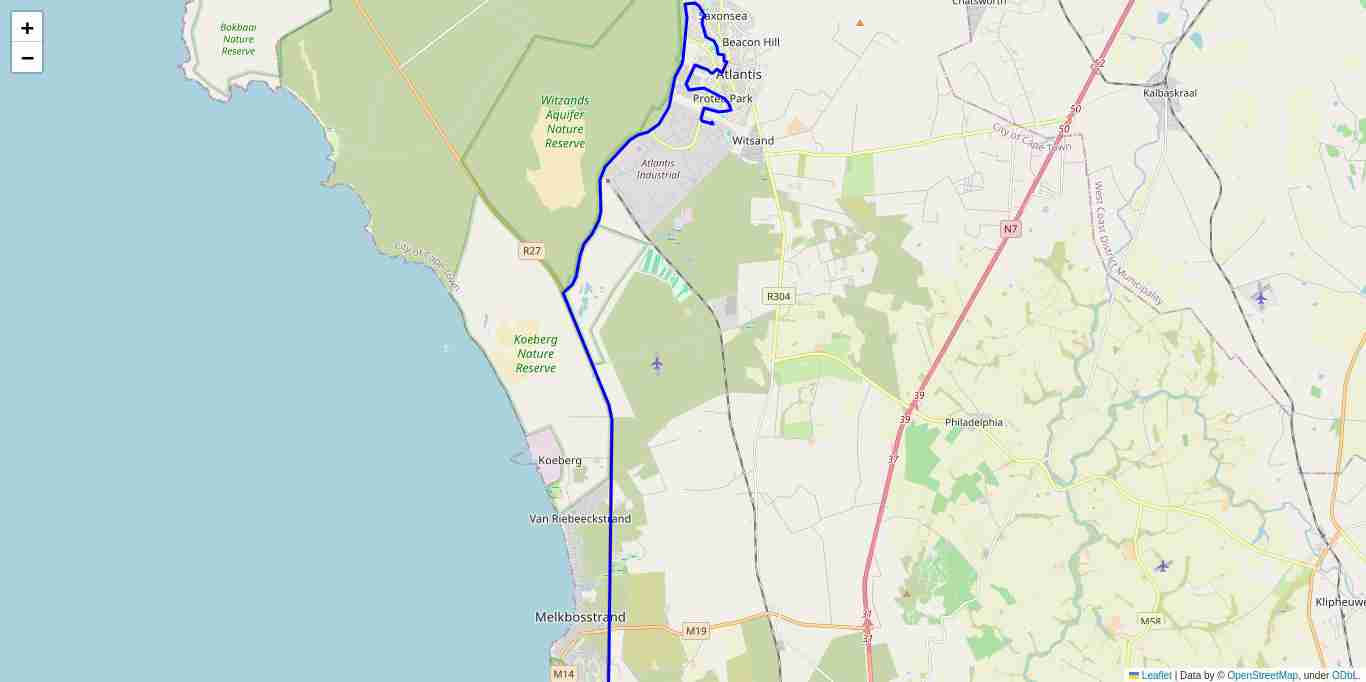 +
−
Bokbaai
Nature
Reserve
Saxonsea
Chatsworth
Beacon Hill
Atlantis
52
Kalbaskraal
Witzands
Aquifer
Nature
Reserve
Protea Park
50
50
City of Cape Town
Witsand
Atlantis
Industrial
West Coast District Municipality
N7
City of Cape Town
R27
R304
Koeberg
Nature
Reserve
39
39
Philadelphia
37
Koeberg
Van Riebeeckstrand
Melkbosstrand
31
31
M19
M58
Klipheuwe
M14
Leaflet | Data by © OpenStreetMap, under ODbL.